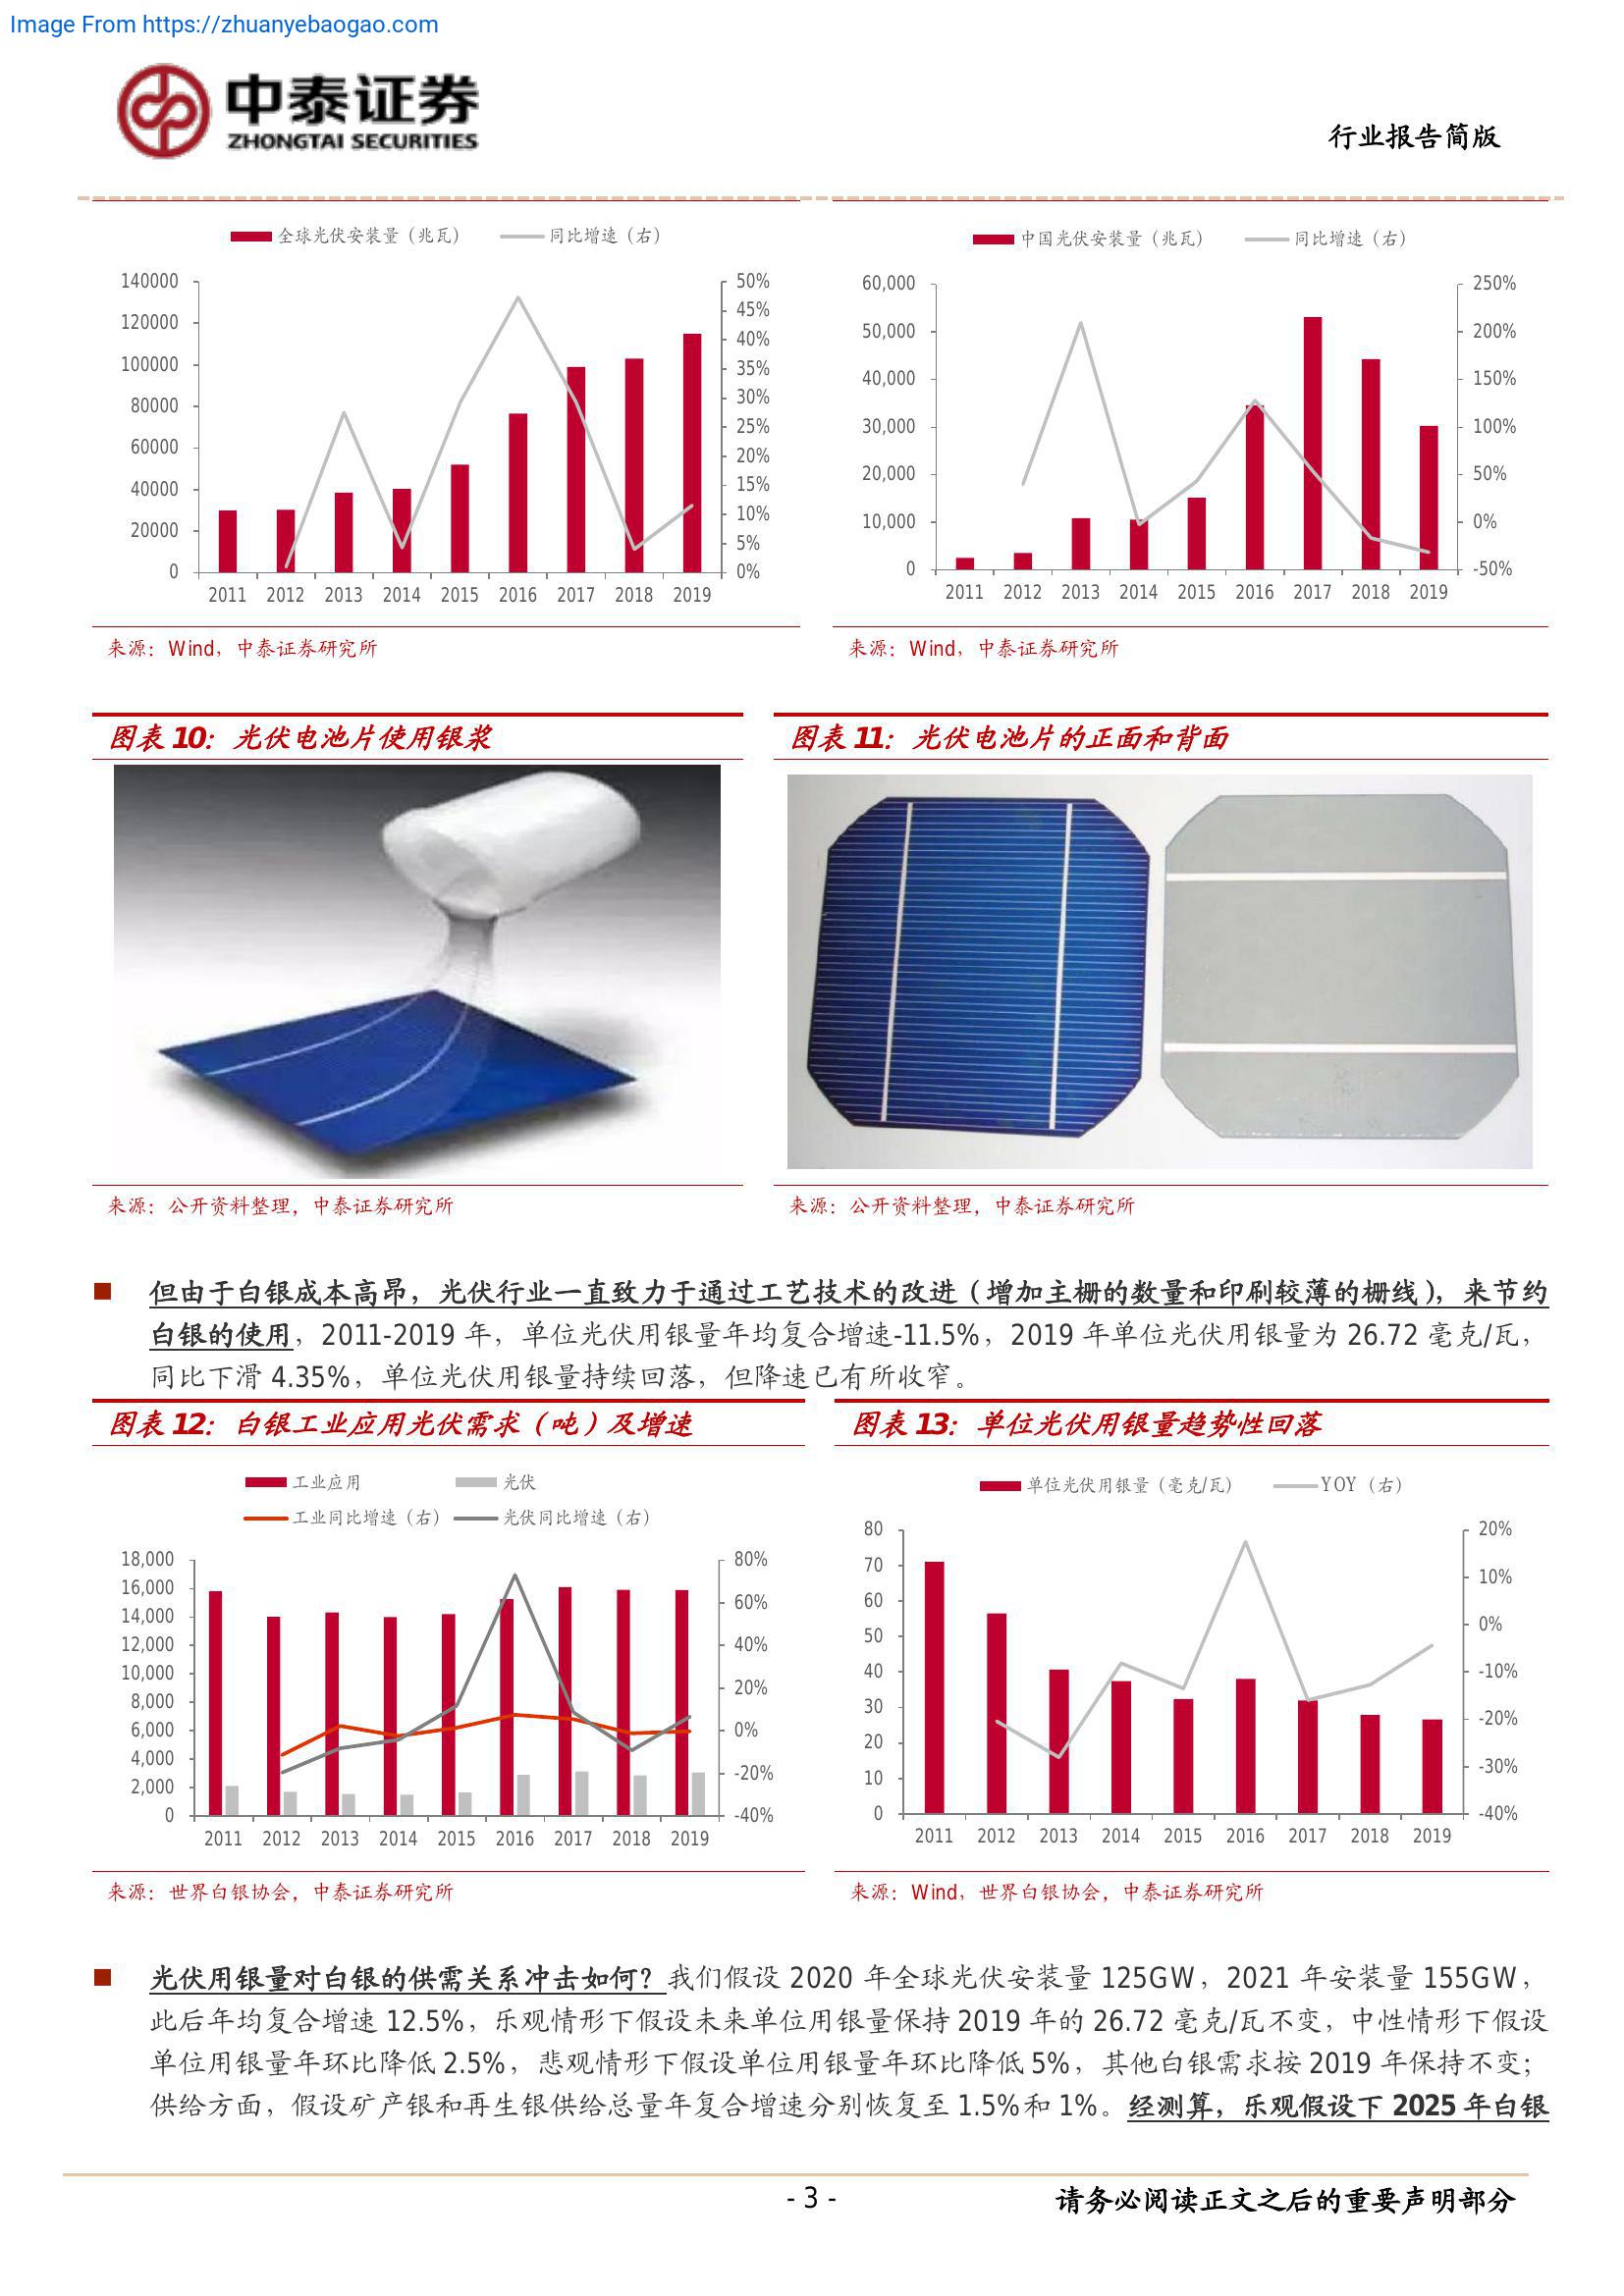 Image From https://zhuanyebaogao.com
中泰证券
ZHONGTAI SECURITIES
行业报告简版
全球光伏安装量（兆瓦） 同比增速（右）
140000
120000
100000
80000
60000
40000
20000
0
50%
45%
40%
35%
30%
25%
20%
15%
10%
5%
0%
2011 2012 2013 2014 2015 2016 2017 2018 2019
来源：Wind，中泰证券研究所
中国光伏安装量（兆瓦） 同比增速（右）
60,000
50,000
40,000
30,000
20,000
10,000
0
250%
200%
150%
100%
50%
0%
-50%
2011 2012 2013 2014 2015 2016 2017 2018 2019
来源：Wind，中泰证券研究所
图表 10：光伏电池片使用银浆
来源：公开资料整理，中泰证券研究所
图表 11：光伏电池片的正面和背面
来源：公开资料整理，中泰证券研究所
但由于白银成本高昂，光伏行业一直致力于通过工艺技术的改进（增加主栅的数量和印刷较薄的栅线），来节约
白银的使用，2011-2019 年，单位光伏用银量年均复合增速-11.5%，2019 年单位光伏用银量为 26.72 毫克/瓦，
同比下滑 4.35%，单位光伏用银量持续回落，但降速已有所收窄。
图表 12：白银工业应用光伏需求（吨）及增速
工业应用 光伏
工业同比增速（右） 光伏同比增速（右）
18,000
16,000
14,000
12,000
10,000
8,000
6,000
4,000
2,000
0
80%
60%
40%
20%
0%
-20%
-40%
2011 2012 2013 2014 2015 2016 2017 2018 2019
来源：世界白银协会，中泰证券研究所
图表 13：单位光伏用银量趋势性回落
单位光伏用银量（毫克/瓦） YOY（右）
80
70
60
50
40
30
20
10
0
20%
10%
0%
-10%
-20%
-30%
-40%
2011 2012 2013 2014 2015 2016 2017 2018 2019
来源：Wind，世界白银协会，中泰证券研究所
光伏用银量对白银的供需关系冲击如何？我们假设 2020 年全球光伏安装量 125GW，2021 年安装量 155GW，
此后年均复合增速 12.5%，乐观情形下假设未来单位用银量保持 2019 年的 26.72 毫克/瓦不变，中性情形下假设
单位用银量年环比降低 2.5%，悲观情形下假设单位用银量年环比降低 5%，其他白银需求按 2019 年保持不变；
供给方面，假设矿产银和再生银供给总量年复合增速分别恢复至 1.5%和 1%。经测算，乐观假设下 2025 年白银
- 3 -
请务必阅读正文之后的重要声明部分